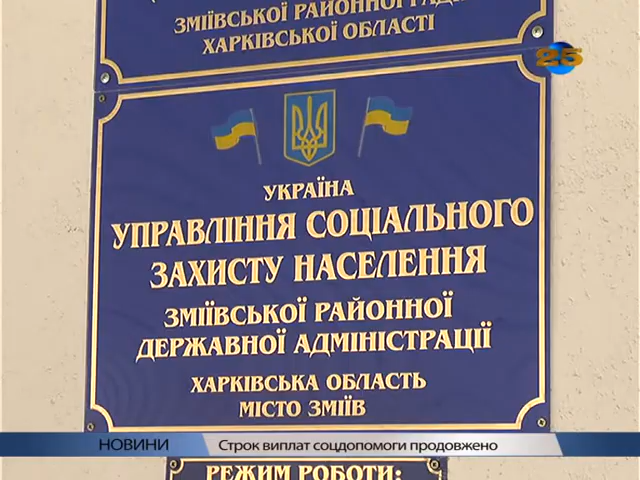 ЗМІЇВСЬКОЇ РАЙОННОЇ РАДИ
ХАРКІВСЬКОЇ ОБЛАСТІ
25
УКРАЇНА
УПРАВЛІННЯ СОЦІАЛЬНОГО
ЗАХИСТУ НАСЕЛЕННЯ
ЗМІЇВСЬКОЇ РАЙОННОЇ
ДЕРЖАВНОЇ АДМІНІСТРАЦІЇ
ХАРКІВСЬКА ОБЛАСТЬ
МІСТО ЗМІЇВ
НОВИНИ Строк виплат соцдопомоги продовжено
РЕЖИМ РОБОТИ: